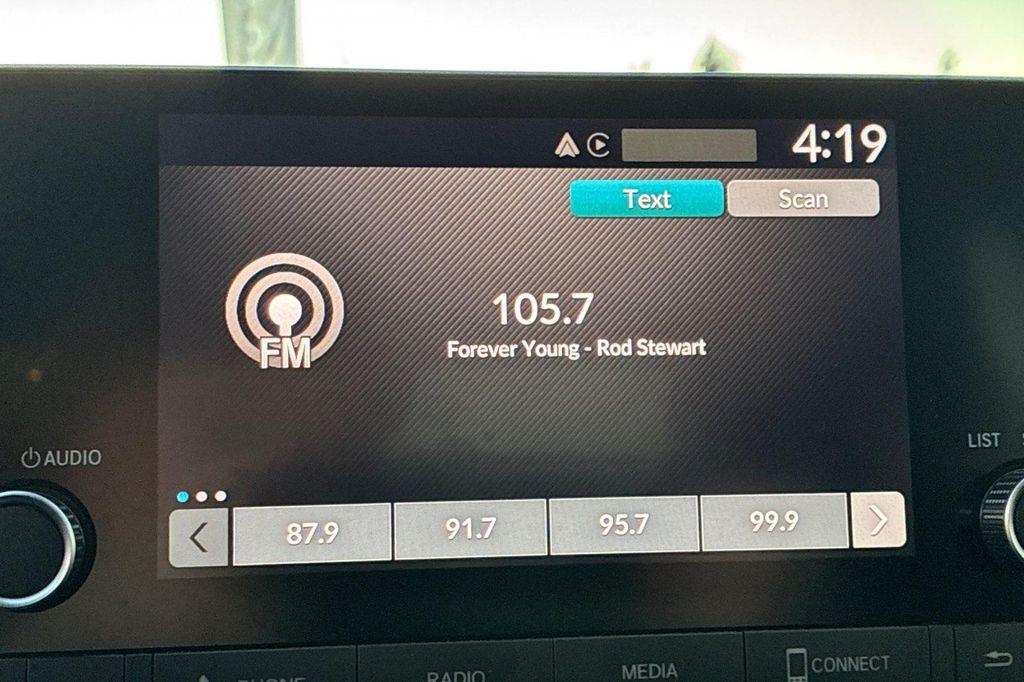 4:19
Text Scan
105.7
Forever Young - Rod Stewart
FM
AUDIO
LIST
87.9 91.7 95.7 99.9
PHONE RADIO MEDIA CONNECT